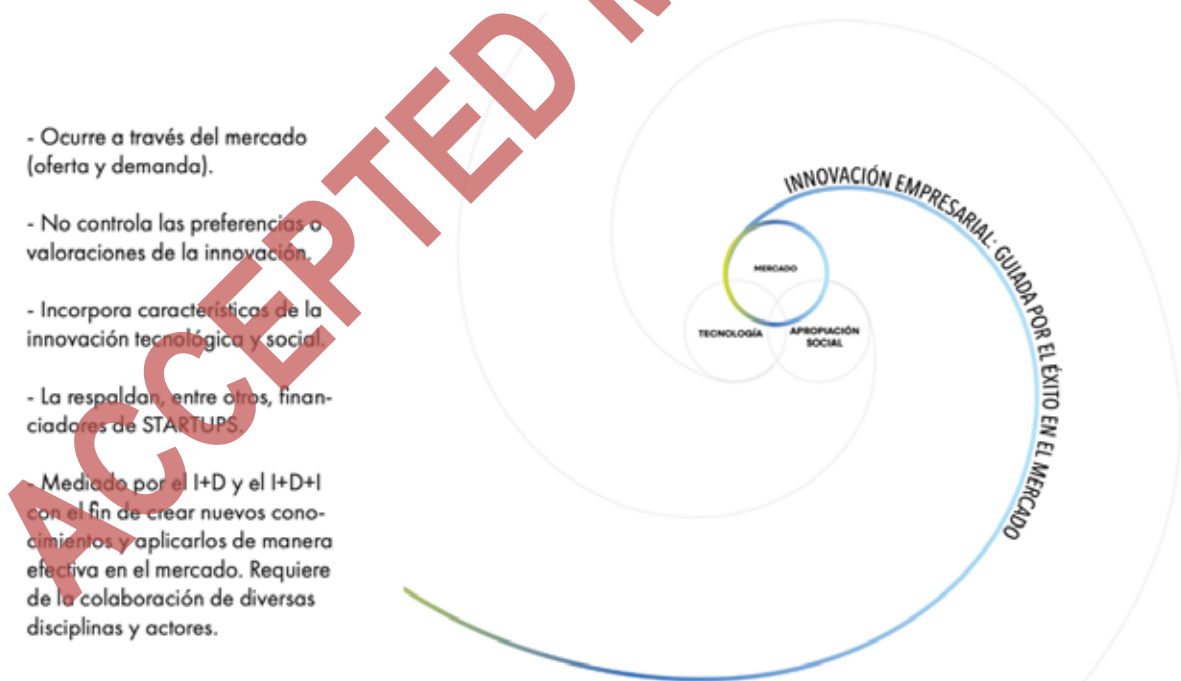 - Ocurre a través del mercado
(oferta y demanda).
- No controla las preferencias o
valoraciones de la innovación.
- Incorpora características de la
innovación tecnológica y social.
- La respaldan, entre otros, finan-
ciadores de STARTUPS.
- Mediado por el I+D y el I+D+I
con el fin de crear nuevos cono-
cimientos y aplicarlos de manera
efectiva en el mercado. Requiere
de la colaboración de diversas
disciplinas y actores.
ACCEPTED M
INNOVACIÓN EMPRESARIAL: GUIADA POR EL ÉXITO EN EL MERCADO
MERCADO
TECNOLOGÍA
APROPIACIÓN
SOCIAL